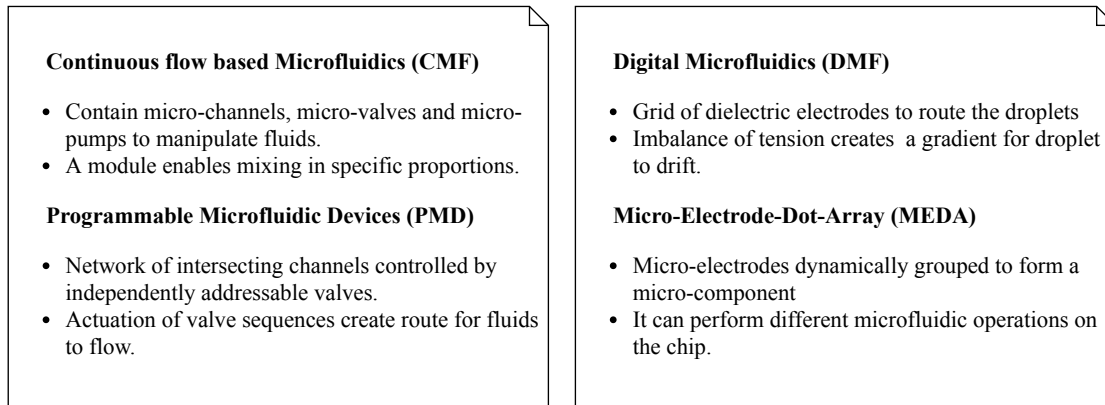 Continuous flow based Microfluidics (CMF)
• Contain micro-channels, micro-valves and micro-
pumps to manipulate fluids.
• A module enables mixing in specific proportions.
Programmable Microfluidic Devices (PMD)
• Network of intersecting channels controlled by
independently addressable valves.
• Actuation of valve sequences create route for fluids
to flow.
Digital Microfluidics (DMF)
• Grid of dielectric electrodes to route the droplets
• Imbalance of tension creates a gradient for droplet
to drift.
Micro-Electrode-Dot-Array (MEDA)
• Micro-electrodes dynamically grouped to form a
micro-component
• It can perform different microfluidic operations on
the chip.